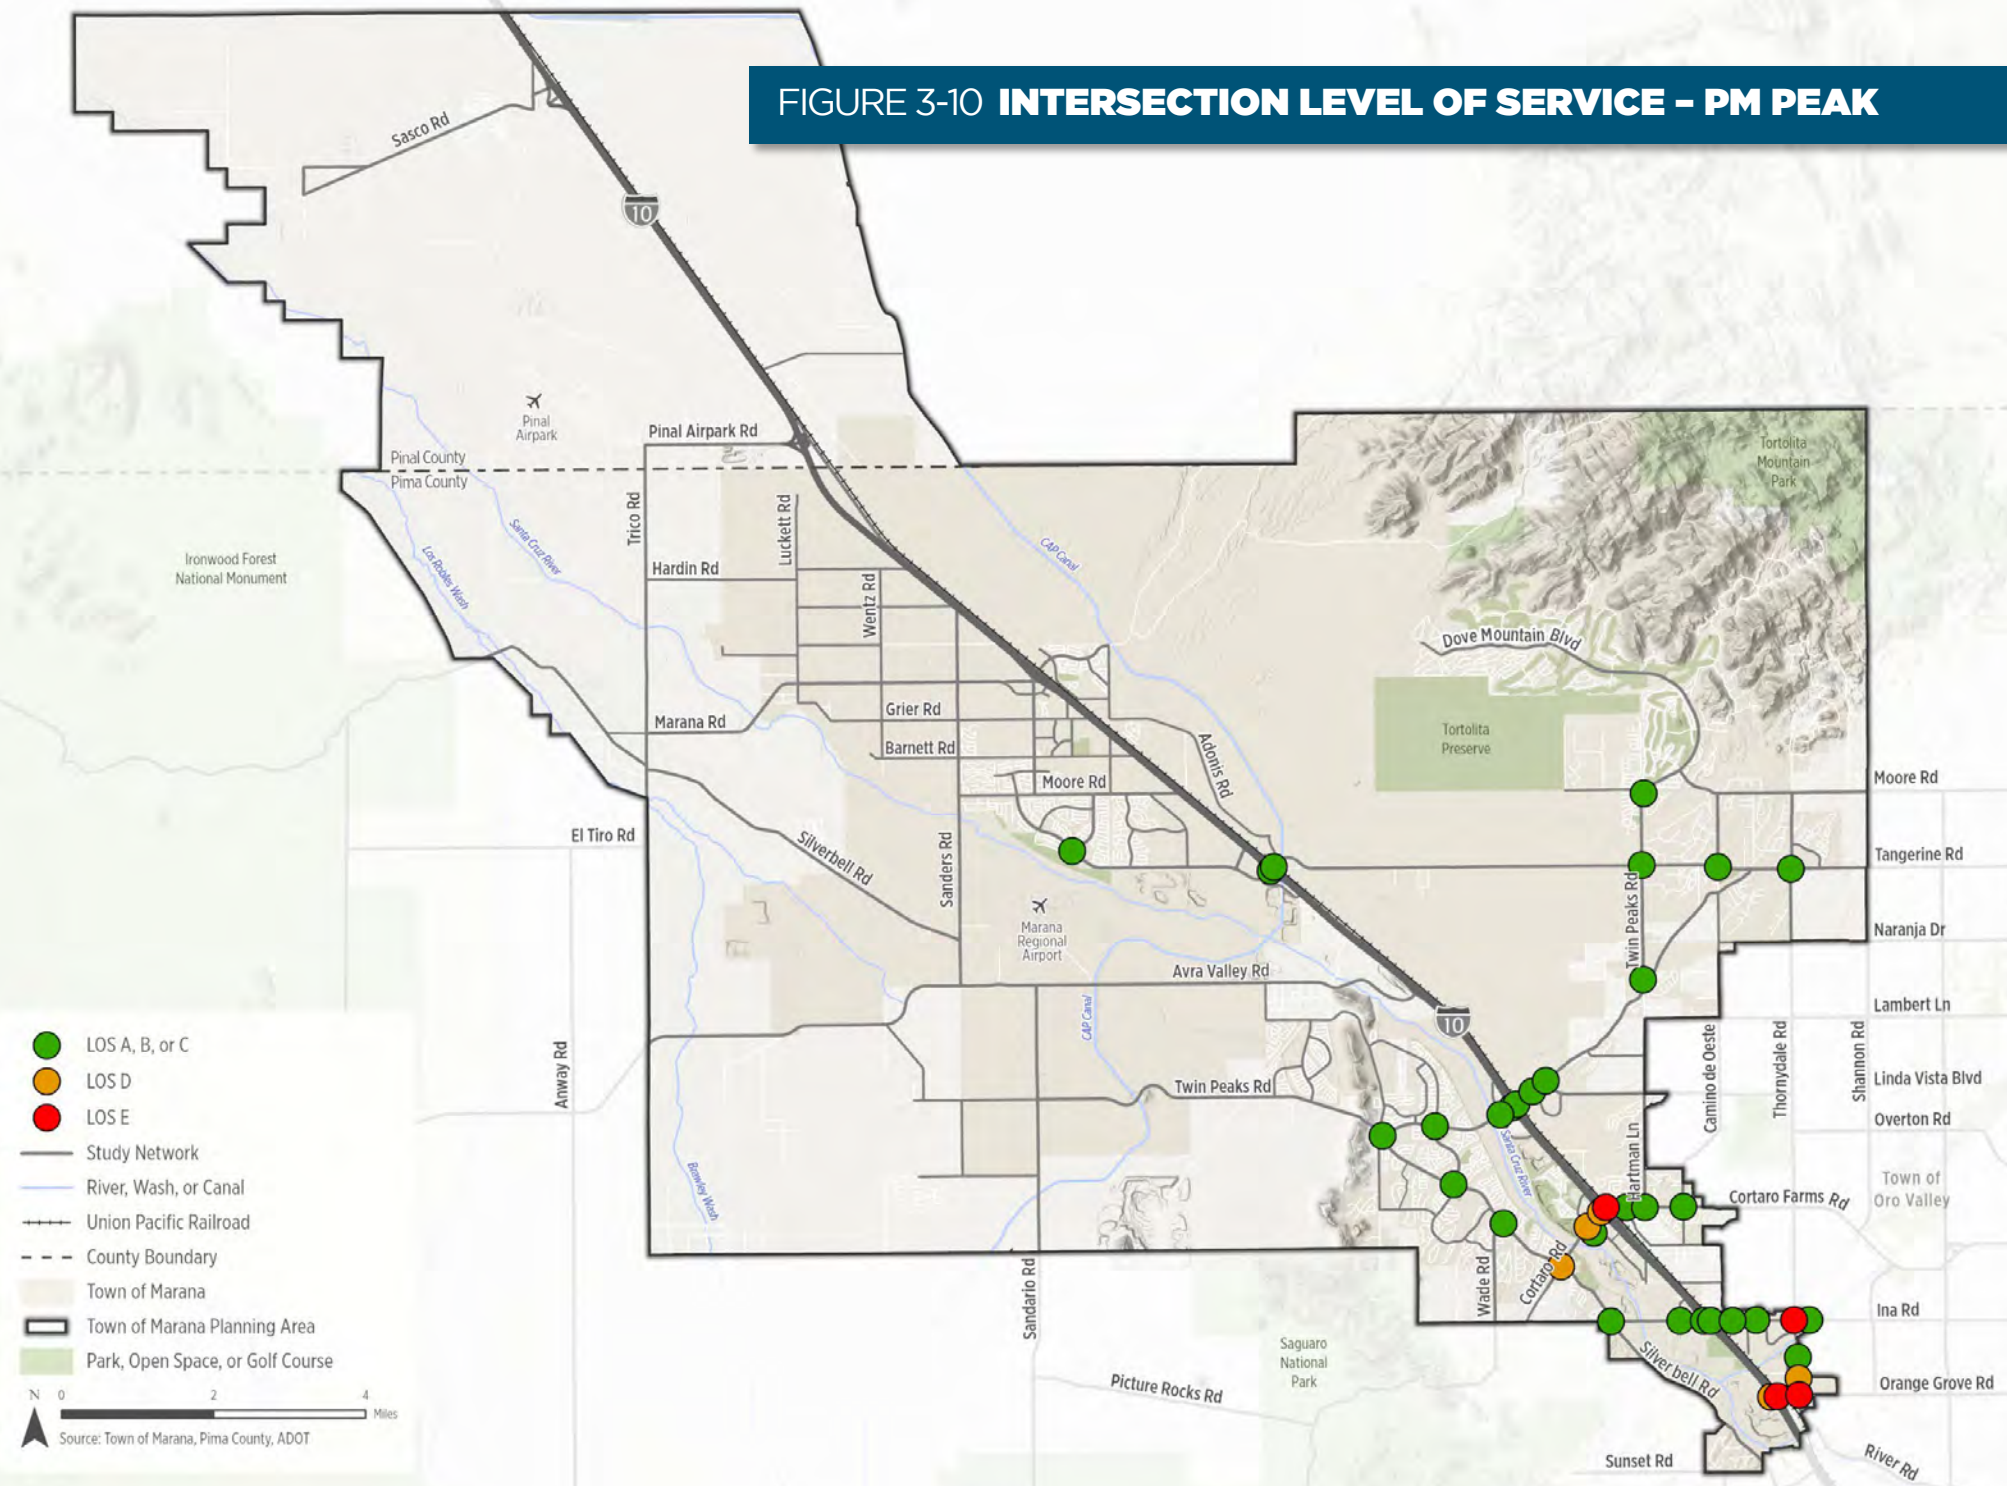 FIGURE 3-10 INTERSECTION LEVEL OF SERVICE – PM PEAK
Sasco Rd
10
Pinal
Airpark
Pinal Airpark Rd
Pinal County
Pima County
Tortolita
Mountain
Park
Trico Rd
Luckett Rd
Santa Cruz River
Los Robles Wash
CAP Canal
Ironwood Forest
National Monument
Hardin Rd
Wentz Rd
Dove Mountain Blvd
Marana Rd
Grier Rd
Barnett Rd
Adonis Rd
Tortolita
Preserve
Moore Rd
Moore Rd
El Tiro Rd
Silverbell Rd
Sanders Rd
Tangerine Rd
Twin Peaks Rd
Marana
Regional
Airport
Naranja Dr
Avra Valley Rd
CAP Canal
10
Lambert Ln
Camino de Oeste
Thornydale Rd
Shannon Rd
Anway Rd
Twin Peaks Rd
Linda Vista Blvd
Overton Rd
Hartman Ln
Santa Cruz River
Brawley Wash
Town of
Oro Valley
Cortaro Farms Rd
Sandario Rd
Wade Rd
Cortaro Rd
Ina Rd
Saguaro
National
Park
Silverbell Rd
Picture Rocks Rd
Orange Grove Rd
Sunset Rd
River Rd
LOS A, B, or C
LOS D
LOS E
Study Network
River, Wash, or Canal
Union Pacific Railroad
County Boundary
Town of Marana
Town of Marana Planning Area
Park, Open Space, or Golf Course
N 0 2 4
Miles
Source: Town of Marana, Pima County, ADOT